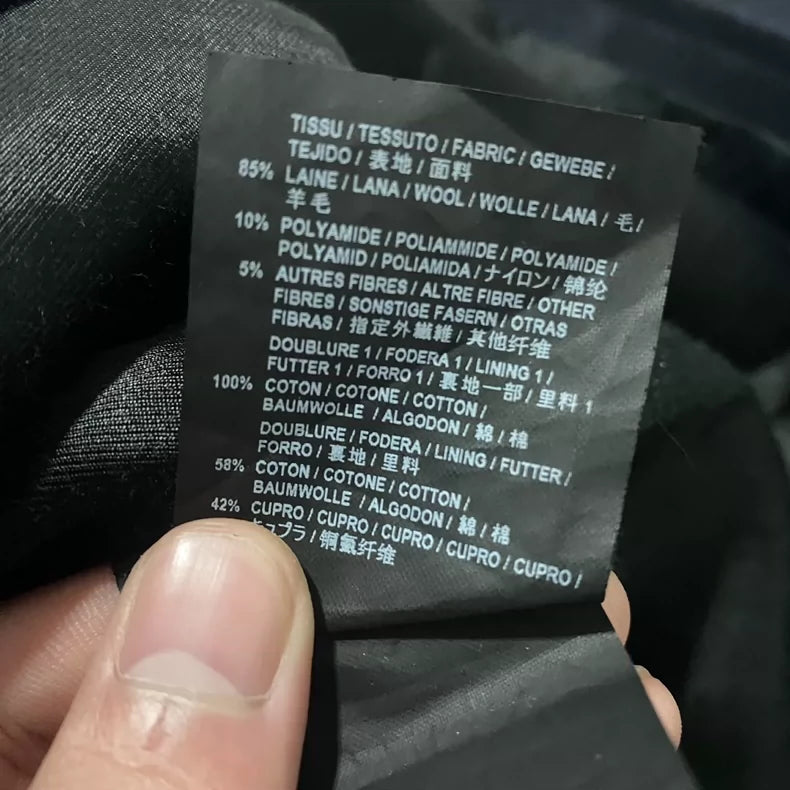 TISSU / TESSUTO / FABRIC / GEWEBE /
TEJIDO / 表地 / 面料
85% LAINE / LANA / WOOL / WOLLE / LANA / 毛 /
羊毛
10% POLYAMIDE / POLIAMMIDE / POLYAMIDE /
POLYAMID / POLIAMIDA / ナイロン / 锦纶
5% AUTRES FIBRES / ALTRE FIBRE / OTHER
FIBRES / SONSTIGE FASERN / OTRAS
FIBRAS / 指定外繊維 / 其他纤维
DOUBLURE 1 / FODERA 1 / LINING 1 /
FUTTER 1 / FORRO 1 / 裏地一部 / 里料 1
100% COTON / COTONE / COTTON /
BAUMWOLLE / ALGODON / 綿 / 棉
DOUBLURE / FODERA / LINING / FUTTER /
FORRO / 裏地 / 里料
58% COTON / COTONE / COTTON /
BAUMWOLLE / ALGODON / 綿 / 棉
42% CUPRO / CUPRO / CUPRO / CUPRO / CUPRO /
キュプラ / 铜氨纤维